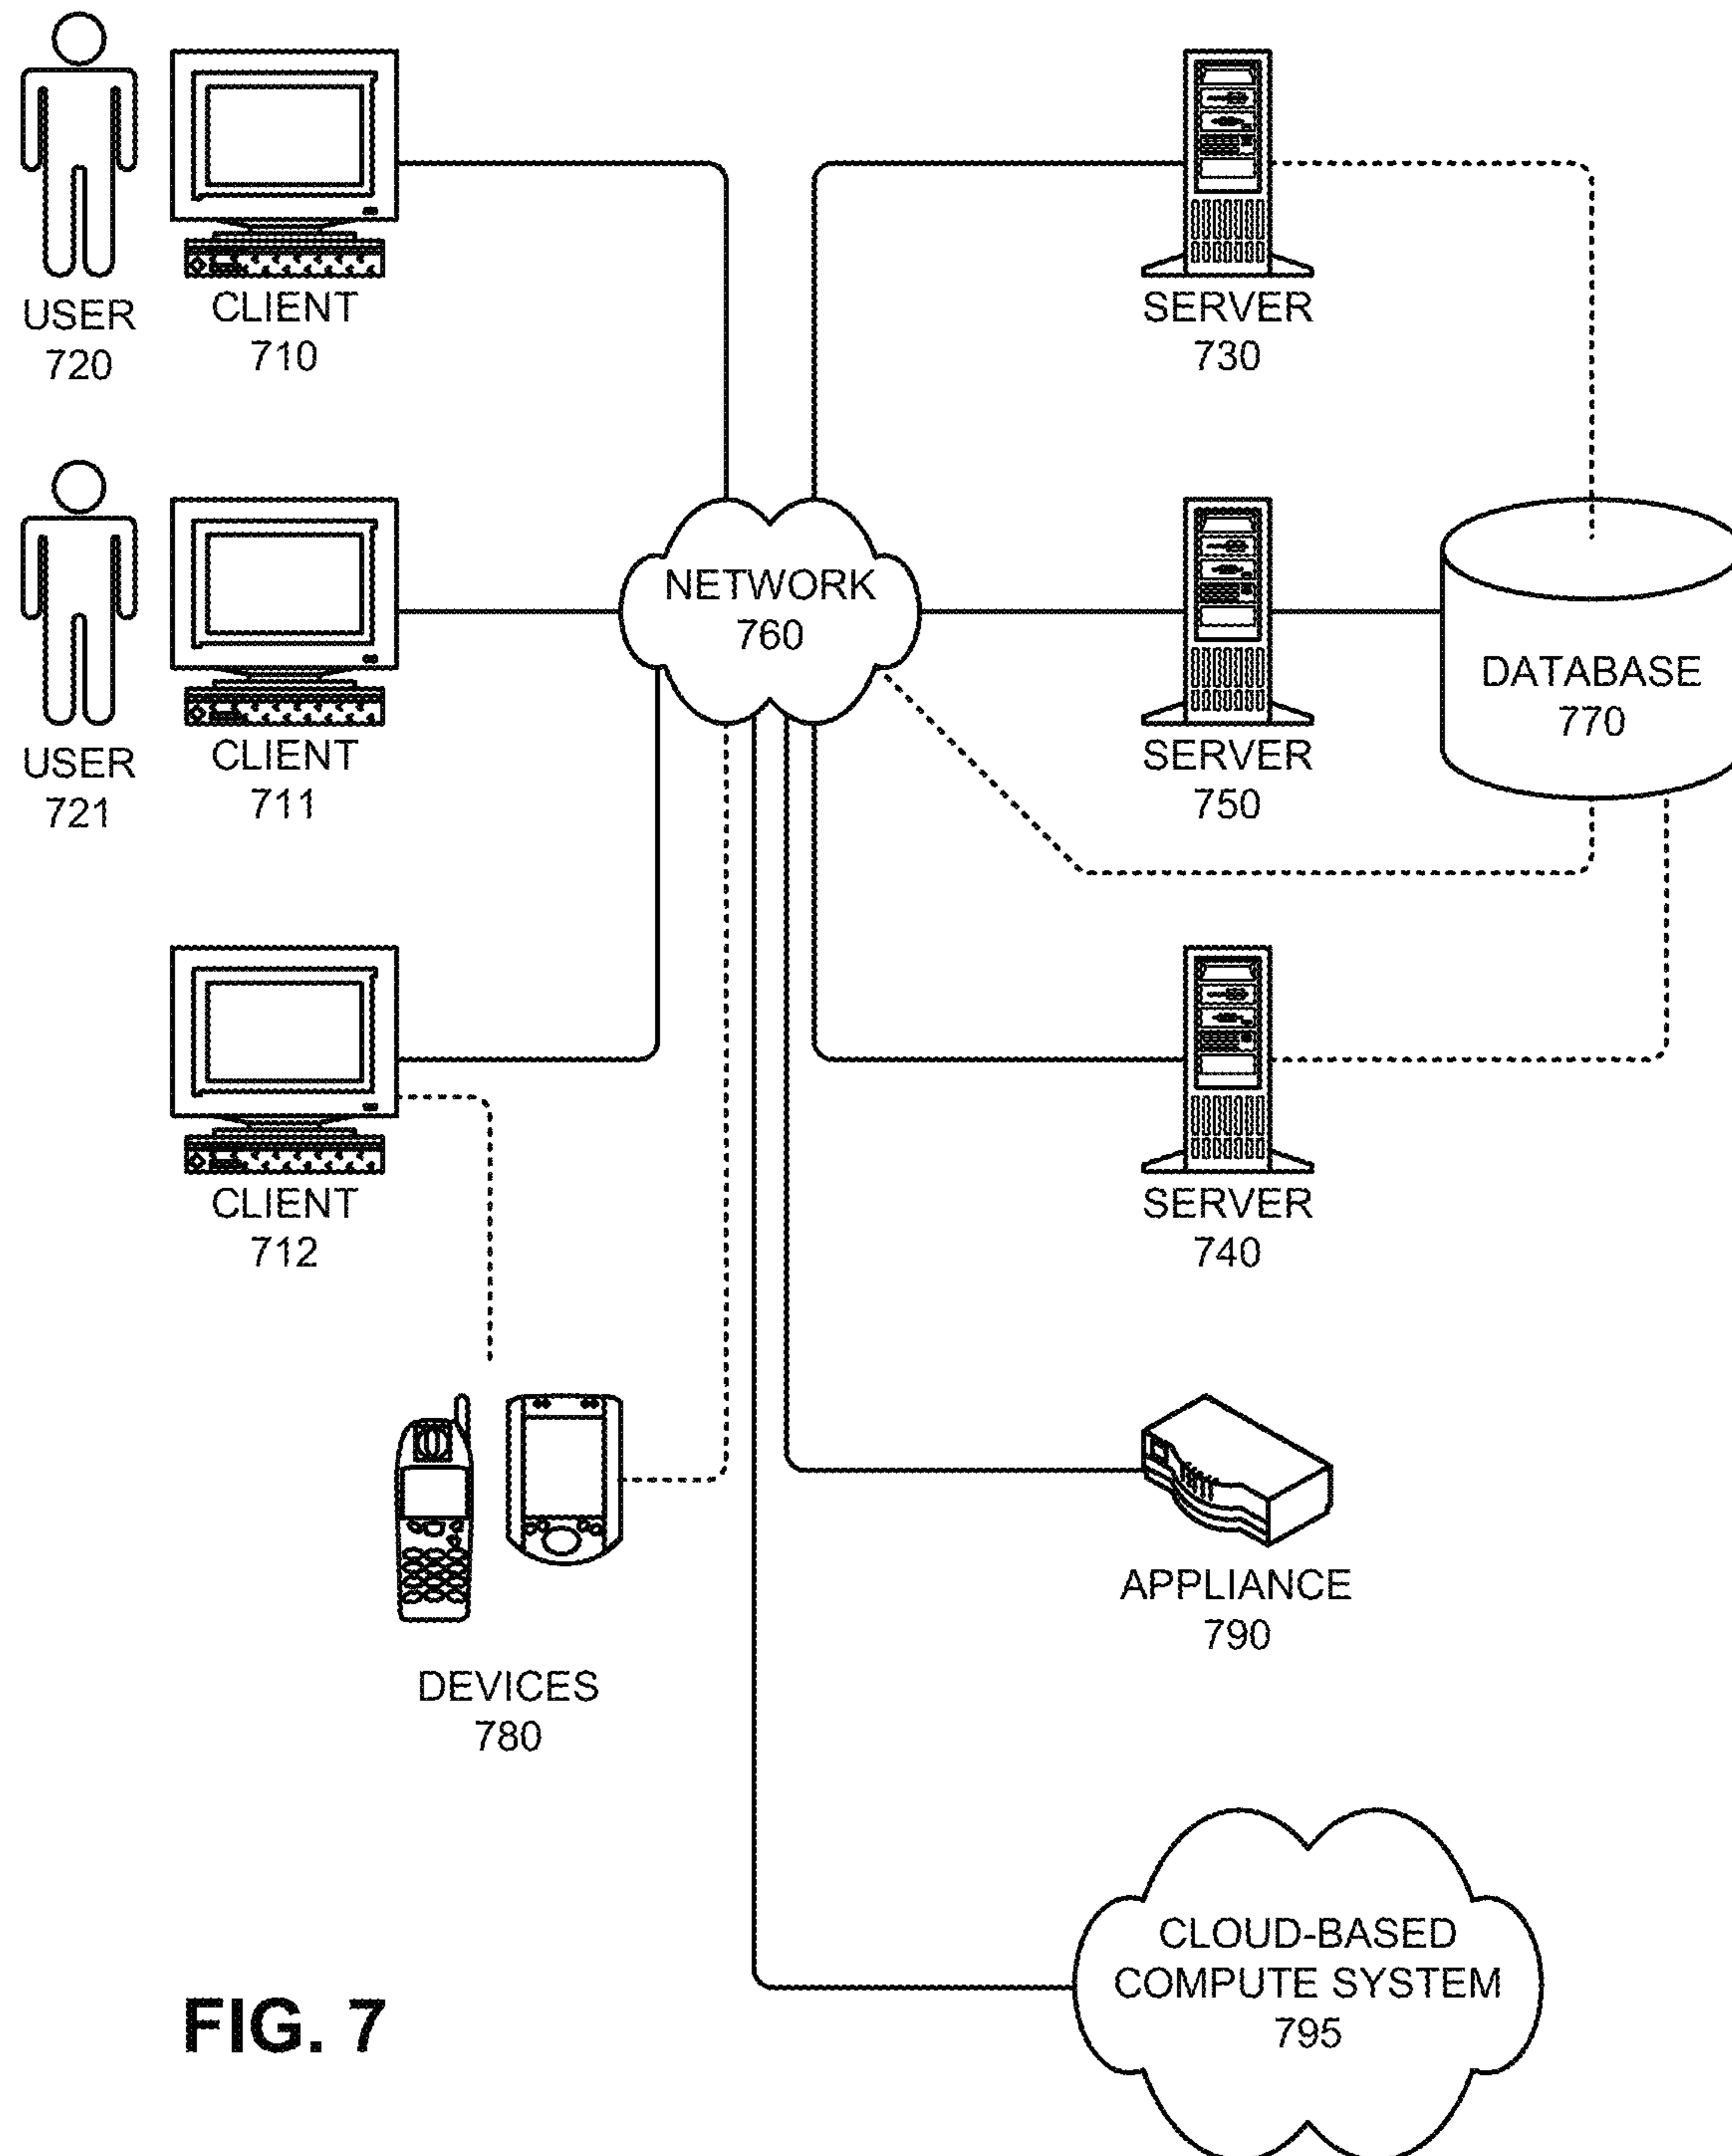 USER
720
CLIENT
710
SERVER
730
USER
721
CLIENT
711
NETWORK
760
SERVER
750
DATABASE
770
CLIENT
712
SERVER
740
DEVICES
780
APPLIANCE
790
CLOUD-BASED
COMPUTE SYSTEM
795
FIG. 7